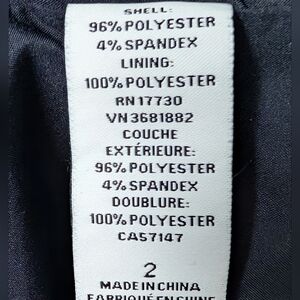 SHELL:
96% POLYESTER
4% SPANDEX
LINING:
100% POLYESTER
RN 17730
VN 3681882
COUCHE
EXTÉRIEURE:
96% POLYESTER
4% SPANDEX
DOUBLURE:
100% POLYESTER
CA57147
2
MADE IN CHINA
FABRIQUÉ EN CHINE